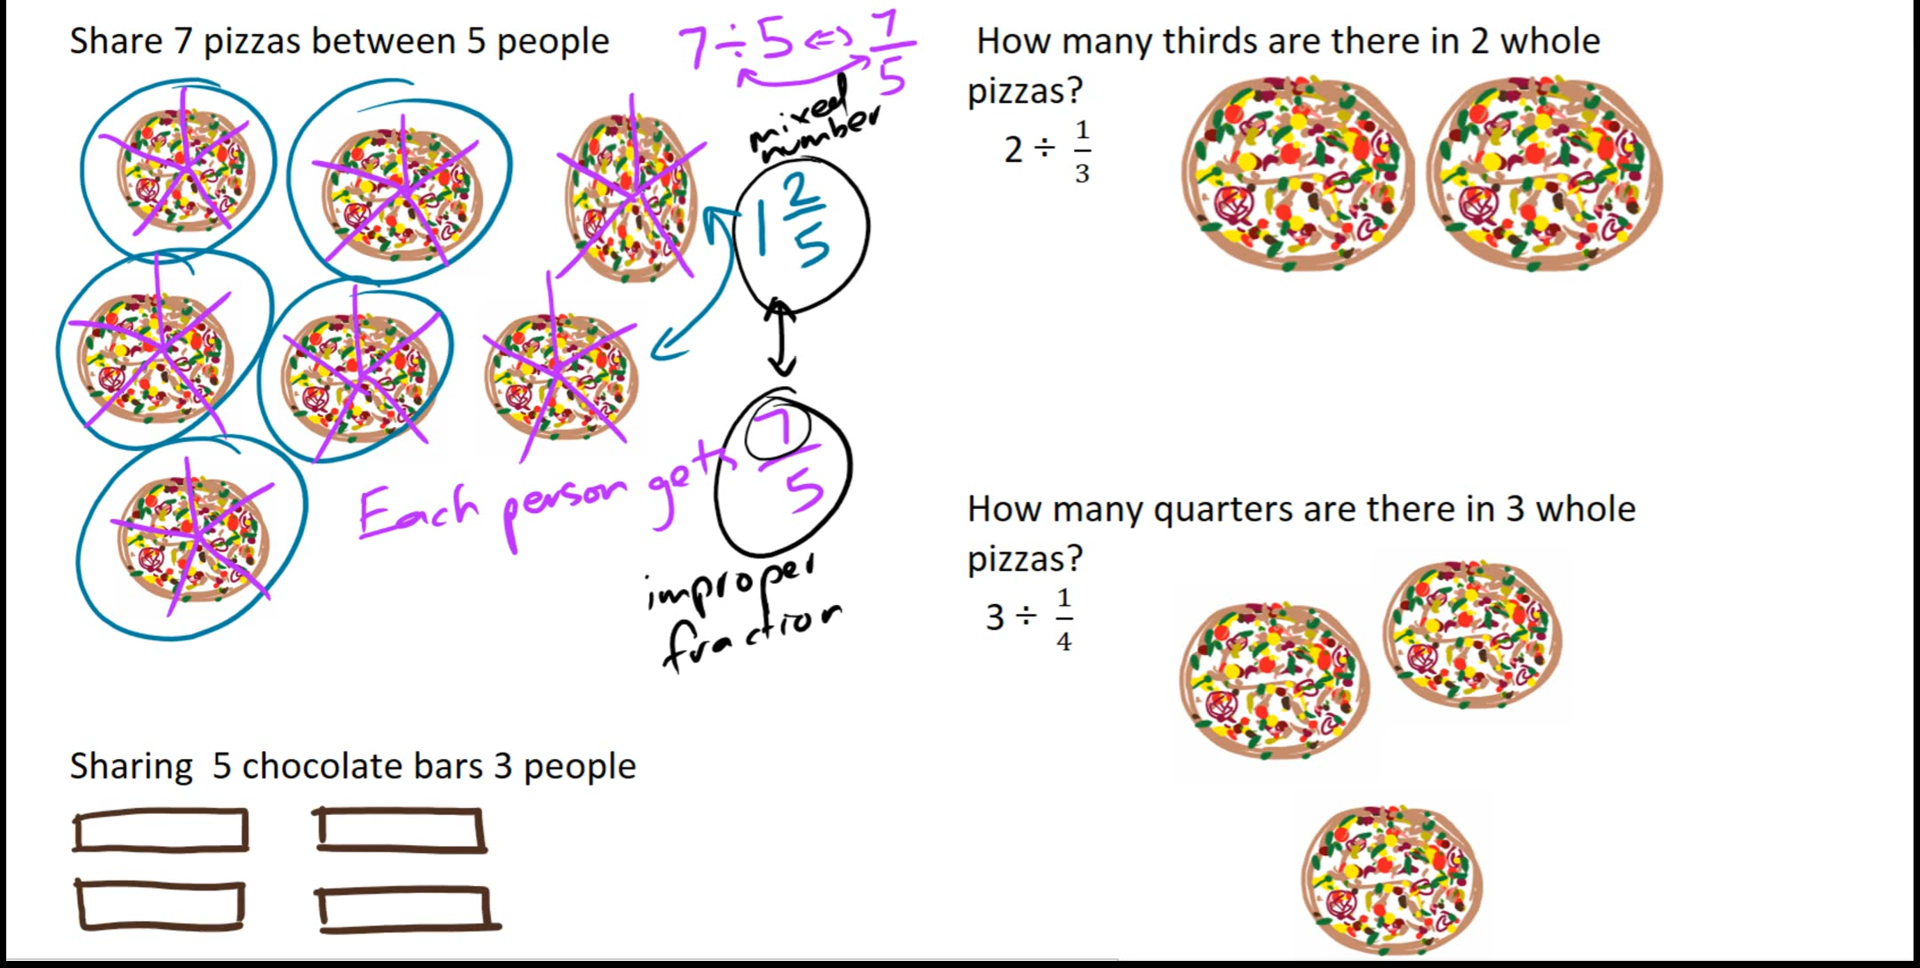 Share 7 pizzas between 5 people
7 ÷ 5 <-> 7/5
mixed
number
1 2/5
Each person gets 7/5
improper
fraction
Sharing 5 chocolate bars 3 people
How many thirds are there in 2 whole
pizzas?
2 ÷ 1/3
How many quarters are there in 3 whole
pizzas?
3 ÷ 1/4